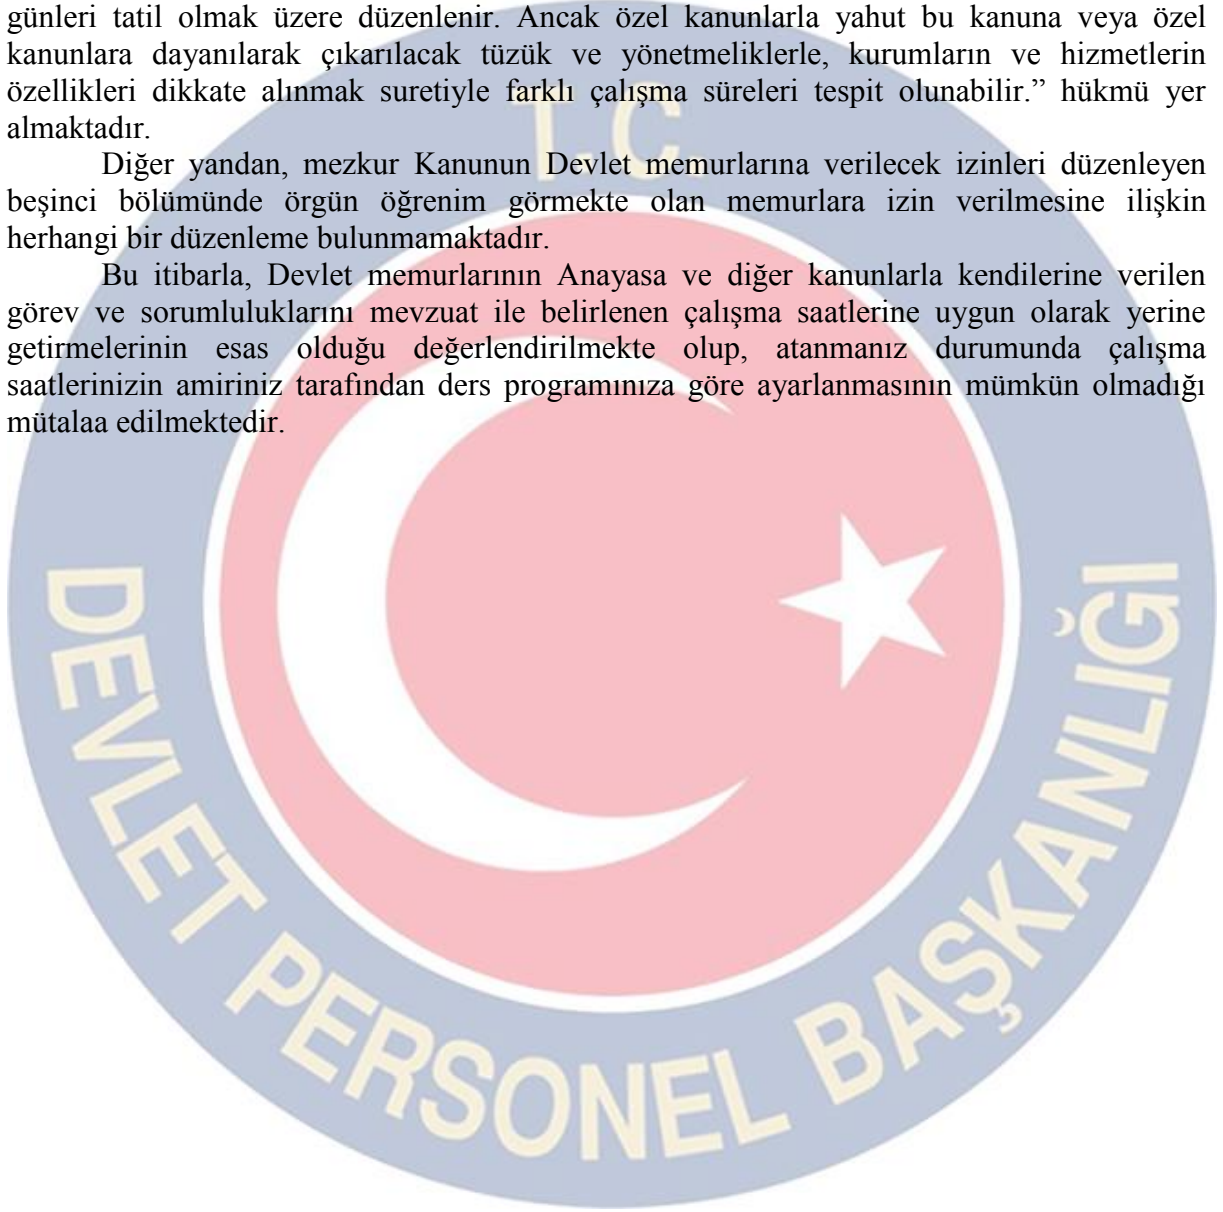 günleri tatil olmak üzere düzenlenir. Ancak özel kanunlarla yahut bu kanuna veya özel
kanunlara dayanılarak çıkarılacak tüzük ve yönetmeliklerle, kurumların ve hizmetlerin
özellikleri dikkate alınmak suretiyle farklı çalışma süreleri tespit olunabilir.” hükmü yer
almaktadır.
Diğer yandan, mezkur Kanunun Devlet memurlarına verilecek izinleri düzenleyen
beşinci bölümünde örgün öğrenim görmekte olan memurlara izin verilmesine ilişkin
herhangi bir düzenleme bulunmamaktadır.
Bu itibarla, Devlet memurlarının Anayasa ve diğer kanunlarla kendilerine verilen
görev ve sorumluluklarını mevzuat ile belirlenen çalışma saatlerine uygun olarak yerine
getirmelerinin esas olduğu değerlendirilmekte olup, atanmanız durumunda çalışma
saatlerinizin amiriniz tarafından ders programınıza göre ayarlanmasının mümkün olmadığı
mütalaa edilmektedir.
T.C.
DEVLET PERSONEL BAŞKANLIĞI